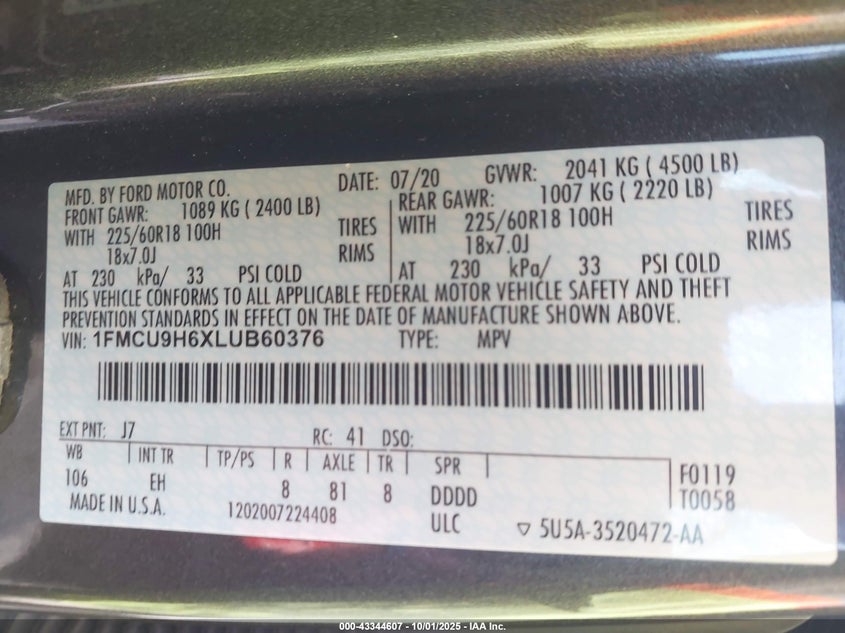 MFD. BY FORD MOTOR CO. DATE: 07/20 GVWR: 2041 KG ( 4500 LB)
FRONT GAWR: 1089 KG ( 2400 LB) REAR GAWR: 1007 KG ( 2220 LB)
WITH 225/60R18 100H TIRES WITH 225/60R18 100H TIRES
18x7.0J RIMS 18x7.0J RIMS
AT 230 kPa/ 33 PSI COLD AT 230 kPa/ 33 PSI COLD
THIS VEHICLE CONFORMS TO ALL APPLICABLE FEDERAL MOTOR VEHICLE SAFETY AND THEFT
PREVENTION STANDARDS IN EFFECT ON THE DATE OF MANUFACTURE SHOWN ABOVE.
VIN: 1FMCU9H6XLUB60376 TYPE: MPV
EXT PNT: J7 RC: 41 DSO:
WB INT TR TP/PS R AXLE TR SPR F0119
106 EH 8 81 8 DDDD T0058
MADE IN U.S.A. 1202007224408 ULC ▽ 5U5A-3520472-AA
000-43344607 - 10/01/2025 - IAA Inc.